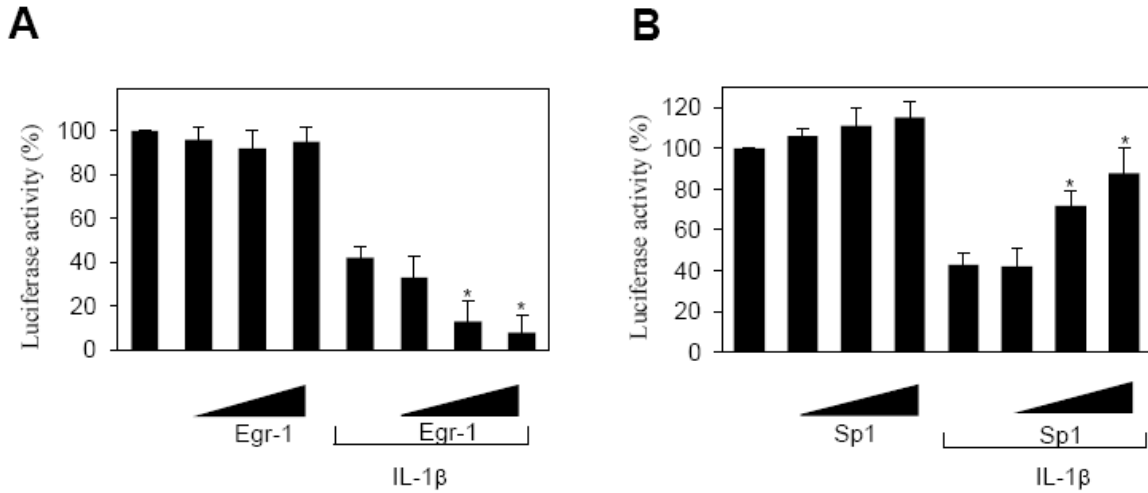 A
Luciferase activity (%)
100
80
60
40
20
0
* *
Egr-1
Egr-1
IL-1β
B
Luciferase activity (%)
120
100
80
60
40
20
0
*
*
Sp1
Sp1
IL-1β